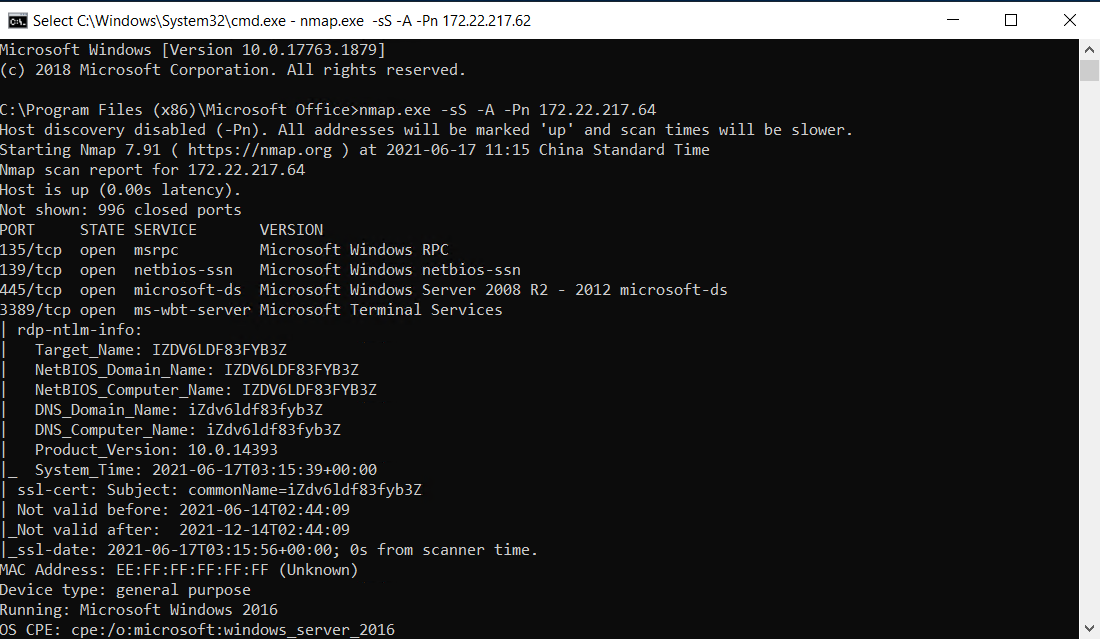 Select C:\Windows\System32\cmd.exe - nmap.exe  -sS -A -Pn 172.22.217.62
Microsoft Windows [Version 10.0.17763.1879]
(c) 2018 Microsoft Corporation. All rights reserved.
C:\Program Files (x86)\Microsoft Office>nmap.exe -sS -A -Pn 172.22.217.64
Host discovery disabled (-Pn). All addresses will be marked 'up' and scan times will be slower.
Starting Nmap 7.91 ( https://nmap.org ) at 2021-06-17 11:15 China Standard Time
Nmap scan report for 172.22.217.64
Host is up (0.00s latency).
Not shown: 996 closed ports
PORT     STATE SERVICE       VERSION
135/tcp  open  msrpc         Microsoft Windows RPC
139/tcp  open  netbios-ssn   Microsoft Windows netbios-ssn
445/tcp  open  microsoft-ds  Microsoft Windows Server 2008 R2 - 2012 microsoft-ds
3389/tcp open  ms-wbt-server Microsoft Terminal Services
| rdp-ntlm-info:
|   Target_Name: IZDV6LDF83FYB3Z
|   NetBIOS_Domain_Name: IZDV6LDF83FYB3Z
|   NetBIOS_Computer_Name: IZDV6LDF83FYB3Z
|   DNS_Domain_Name: iZdv6ldf83fyb3Z
|   DNS_Computer_Name: iZdv6ldf83fyb3Z
|   Product_Version: 10.0.14393
|_  System_Time: 2021-06-17T03:15:39+00:00
| ssl-cert: Subject: commonName=iZdv6ldf83fyb3Z
| Not valid before: 2021-06-14T02:44:09
|_Not valid after:  2021-12-14T02:44:09
|_ssl-date: 2021-06-17T03:15:56+00:00; 0s from scanner time.
MAC Address: EE:FF:FF:FF:FF:FF (Unknown)
Device type: general purpose
Running: Microsoft Windows 2016
OS CPE: cpe:/o:microsoft:windows_server_2016